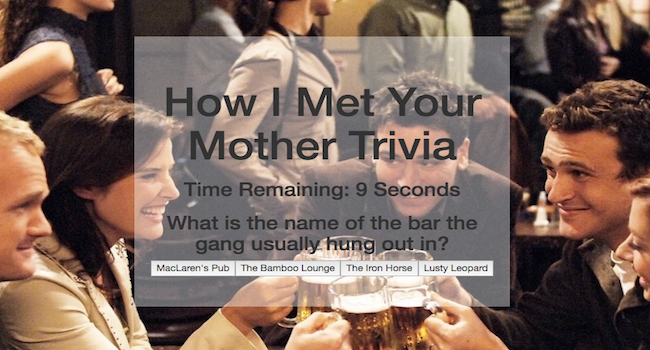 How I Met Your
Mother Trivia
Time Remaining: 9 Seconds
What is the name of the bar the
gang usually hung out in?
MacLaren's Pub The Bamboo Lounge The Iron Horse Lusty Leopard